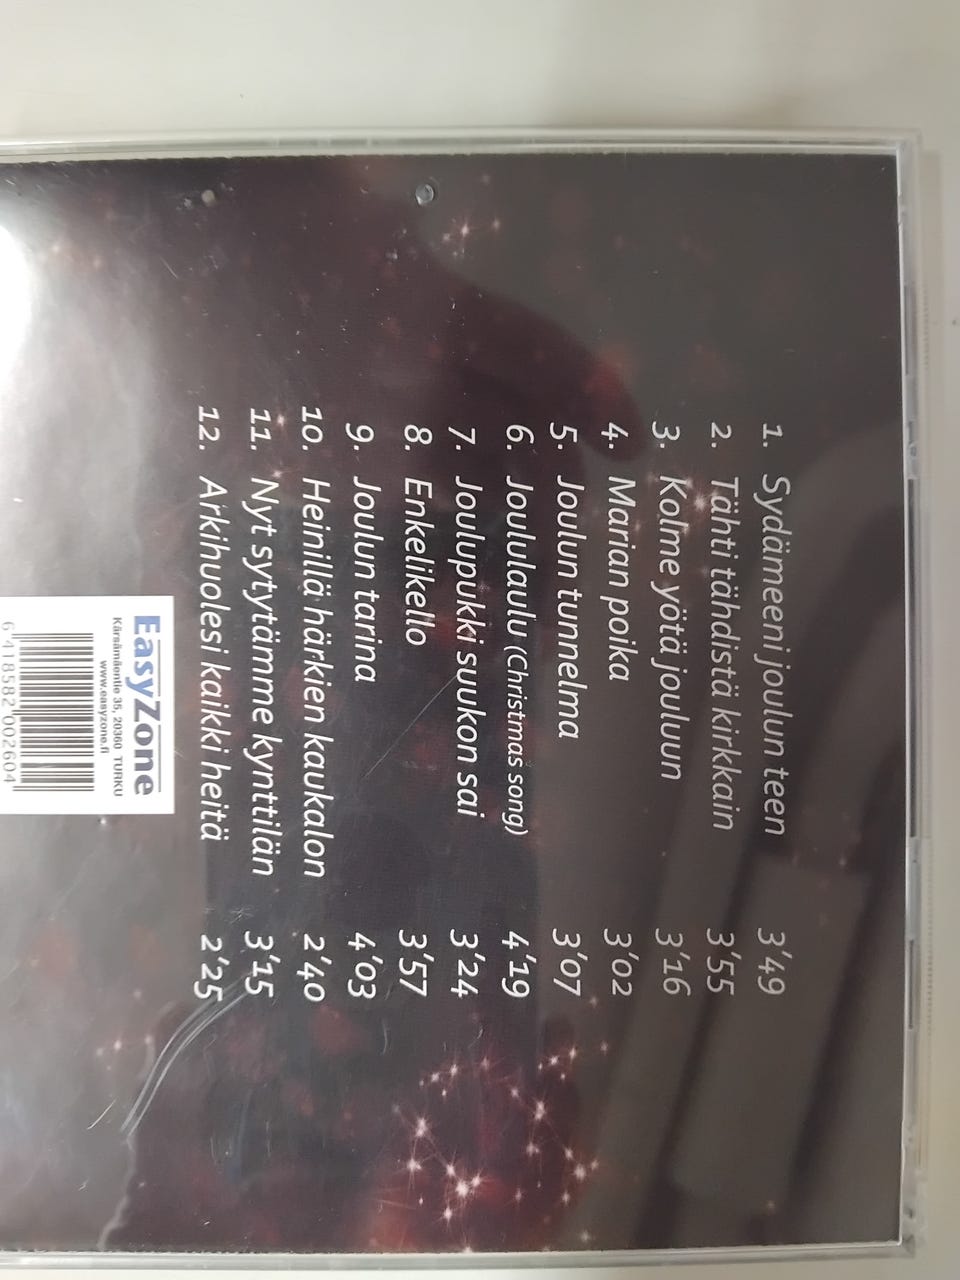 1. Sydämeeni joulun teen 3'49
2. Tähti tähdistä kirkkain 3'55
3. Kolme yötä jouluun 3'16
4. Marian poika 3'02
5. Joulun tunnelma 3'07
6. Joululaulu (Christmas song) 4'19
7. Joulupukki suukon sai 3'24
8. Enkelikello 3'57
9. Joulun tarina 4'03
10. Heinillä härkien kaukalon 2'40
11. Nyt sytytämme kynttilän 3'15
12. Arkihuolesi kaikki heitä 2'25
EasyZone
Kärsämäentie 35, 20360 TURKU
www.easyzone.fi
6 418582 002604